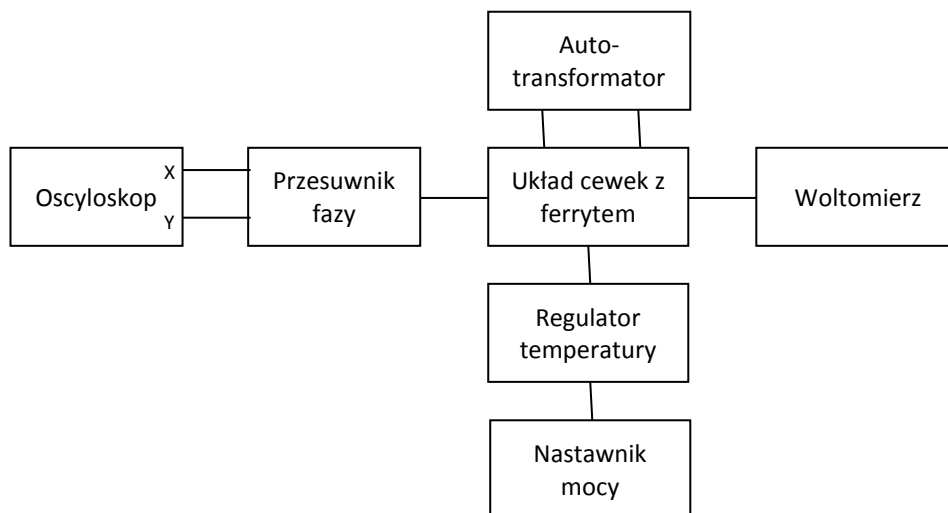 Auto-
transformator
Oscyloskop
X
Y
Przesuwnik
fazy
Układ cewek z
ferrytem
Woltomierz
Regulator
temperatury
Nastawnik
mocy